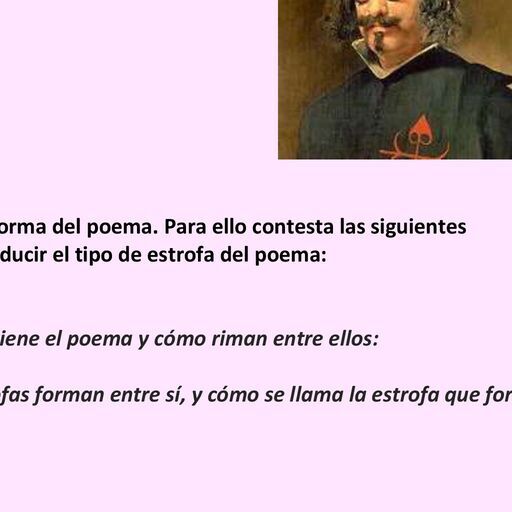 orma del poema. Para ello contesta las siguientes
ducir el tipo de estrofa del poema:
iene el poema y cómo riman entre ellos:
fas forman entre sí, y cómo se llama la estrofa que for